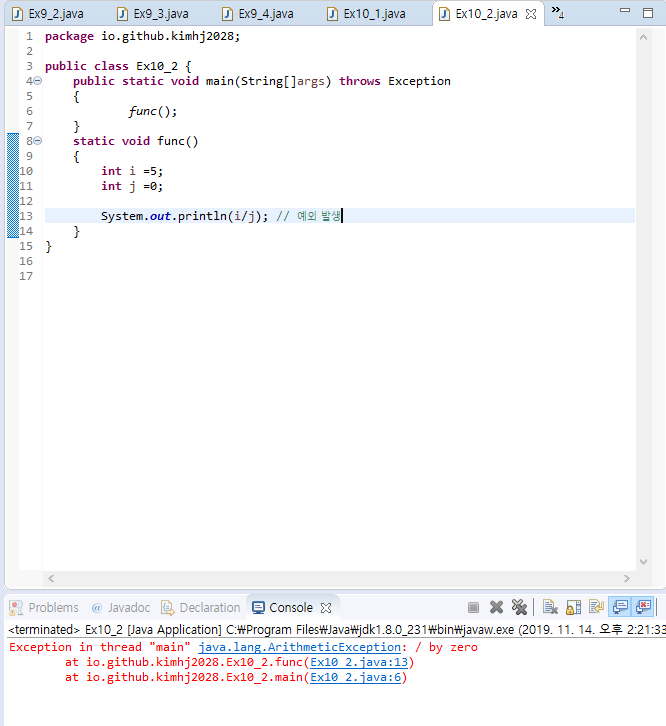 Ex9_2.java Ex9_3.java Ex9_4.java Ex10_1.java Ex10_2.java »4
1 package io.github.kimhj2028;
2
3 public class Ex10_2 {
4 public static void main(String[]args) throws Exception
5 {
6 func();
7 }
8 static void func()
9 {
10 int i =5;
11 int j =0;
12
13 System.out.println(i/j); // 예외 발생
14 }
15 }
16
17
Problems @ Javadoc Declaration Console
<terminated> Ex10_2 [Java Application] C:₩Program Files₩Java₩jdk1.8.0_231₩bin₩javaw.exe (2019. 11. 14. 오후 2:21:33
Exception in thread "main" java.lang.ArithmeticException: / by zero
at io.github.kimhj2028.Ex10_2.func(Ex10_2.java:13)
at io.github.kimhj2028.Ex10_2.main(Ex10_2.java:6)